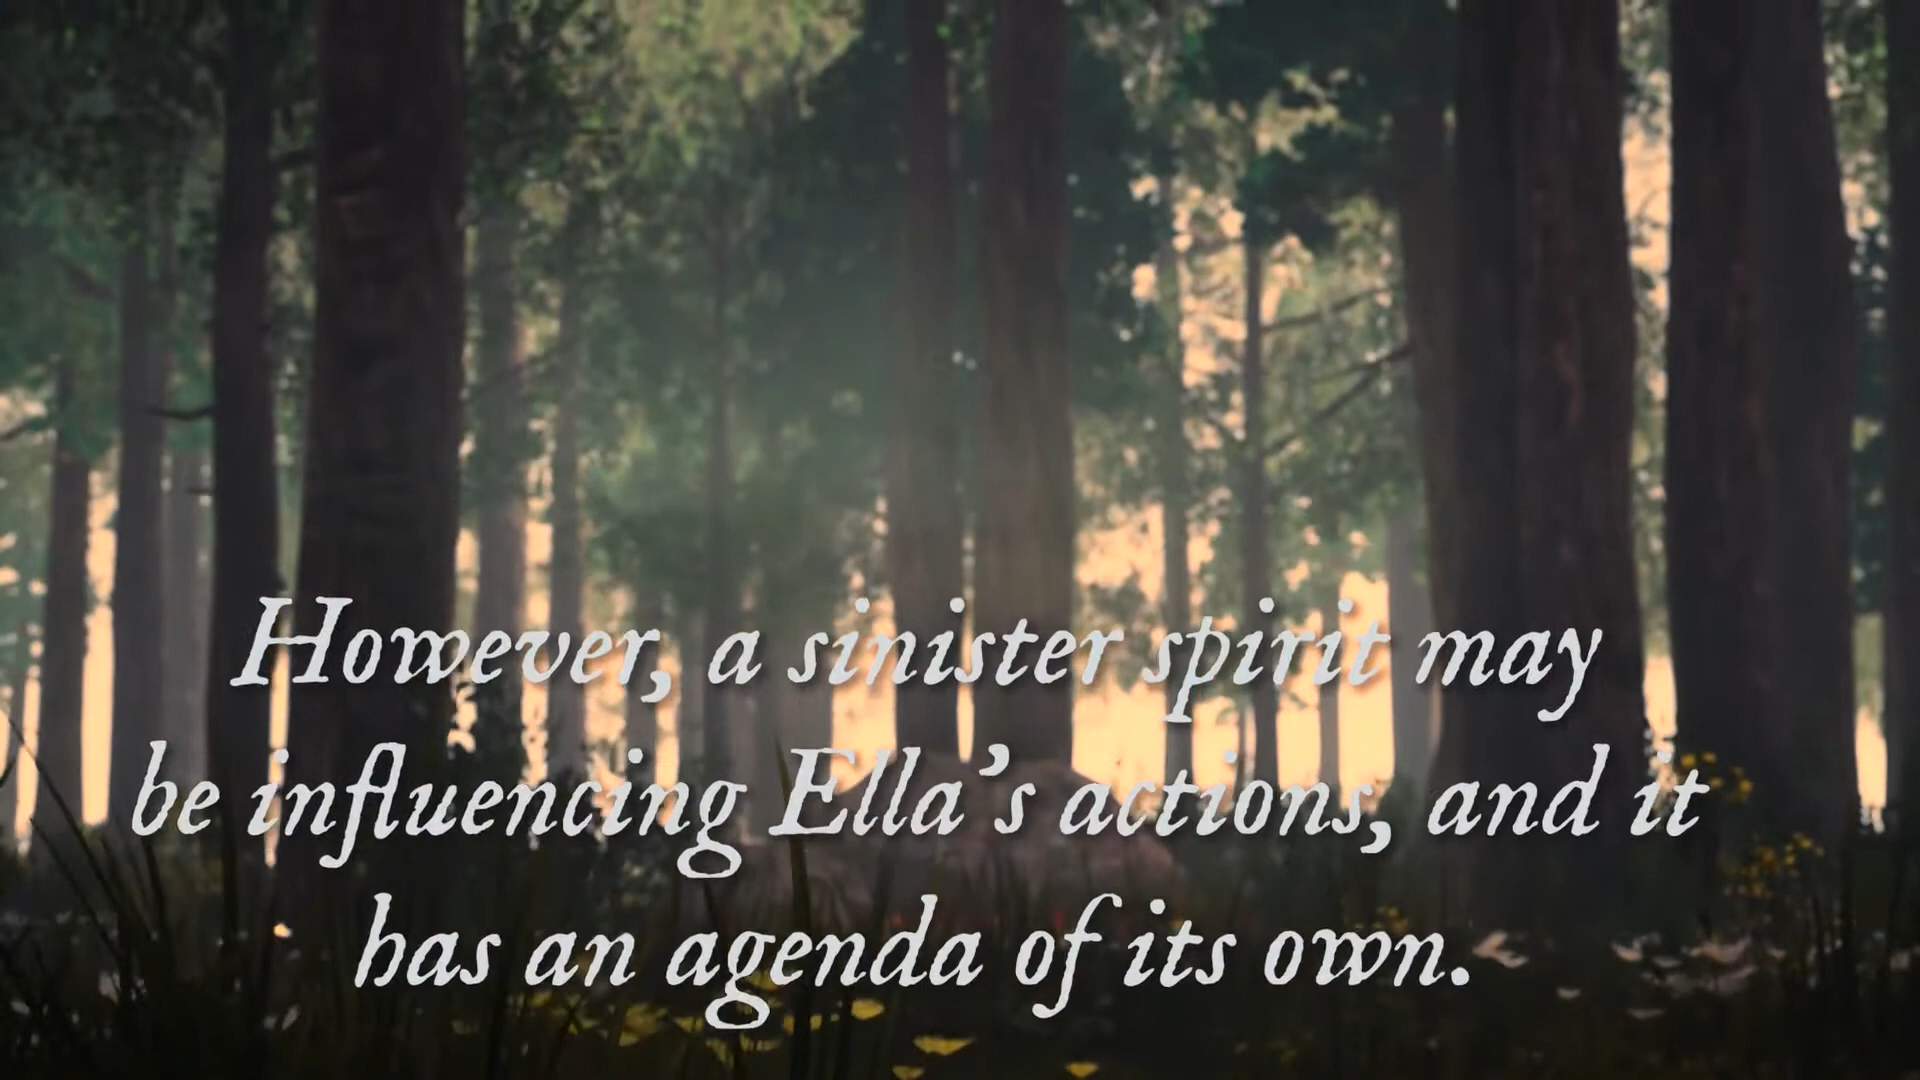 However, a sinister spirit may
be influencing Ella's actions, and it
has an agenda of its own.